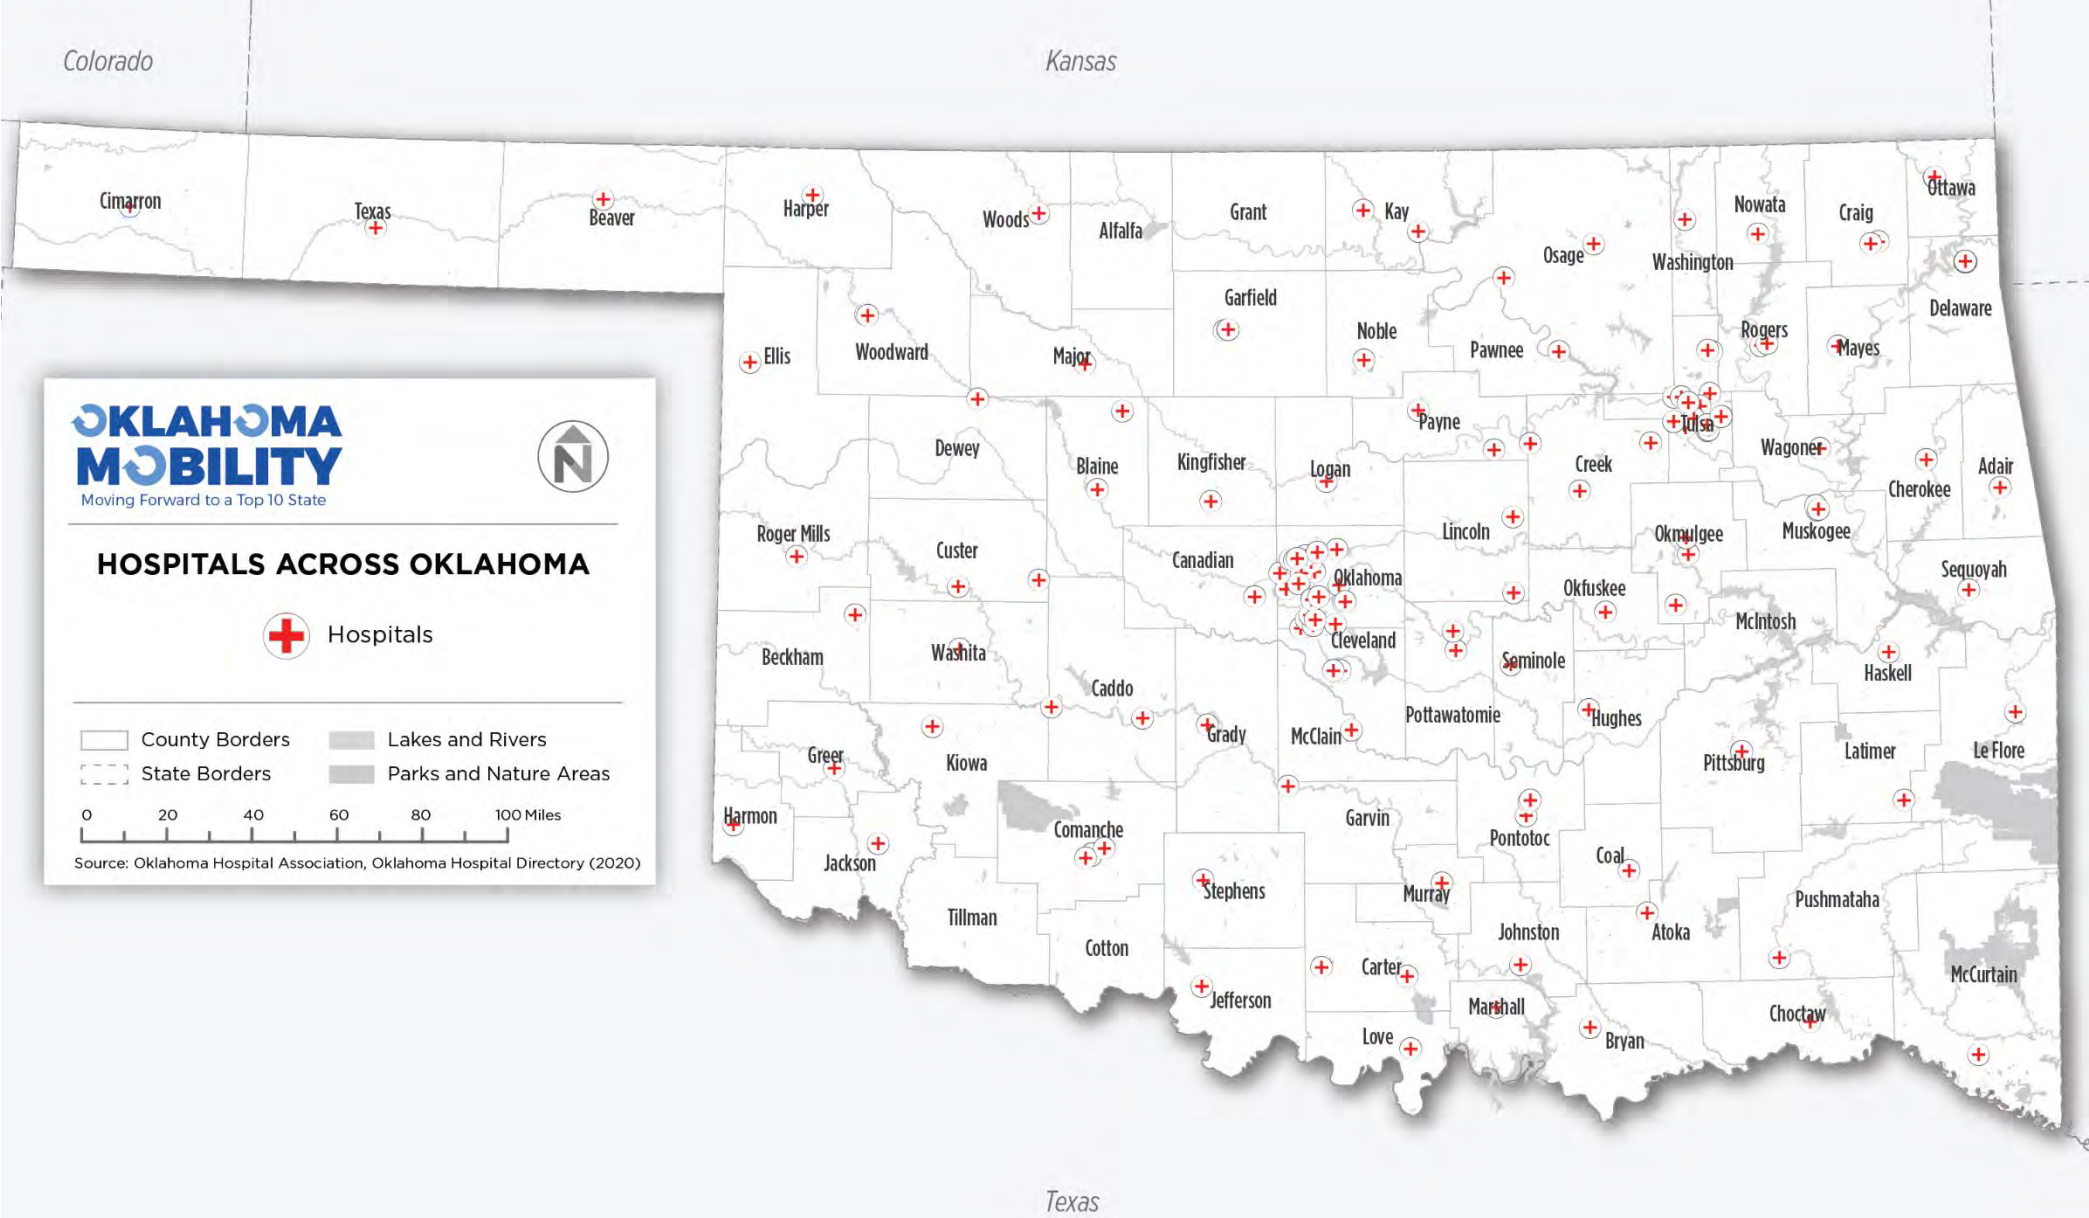 Colorado
Kansas
Cimarron
Texas
Beaver
Harper
Woods
Alfalfa
Grant
Kay
Osage
Washington
Nowata
Craig
Ottawa
Delaware
Ellis
Woodward
Major
Garfield
Noble
Pawnee
Rogers
Mayes
Dewey
Blaine
Kingfisher
Logan
Payne
Creek
Tulsa
Wagoner
Cherokee
Adair
Roger Mills
Custer
Canadian
Oklahoma
Lincoln
Okfuskee
Okmulgee
Muskogee
Sequoyah
Beckham
Washita
Caddo
Grady
Cleveland
McClain
Pottawatomie
Seminole
Hughes
McIntosh
Haskell
Pittsburg
Latimer
Le Flore
Greer
Kiowa
Harmon
Jackson
Comanche
Tillman
Cotton
Stephens
Garvin
Murray
Pontotoc
Coal
Atoka
Pushmataha
McCurtain
Johnston
Carter
Jefferson
Love
Marshall
Bryan
Choctaw
Texas
OKLAHOMA
MOBILITY
Moving Forward to a Top 10 State
N
HOSPITALS ACROSS OKLAHOMA
Hospitals
County Borders
Lakes and Rivers
State Borders
Parks and Nature Areas
0 20 40 60 80 100 Miles
Source: Oklahoma Hospital Association, Oklahoma Hospital Directory (2020)